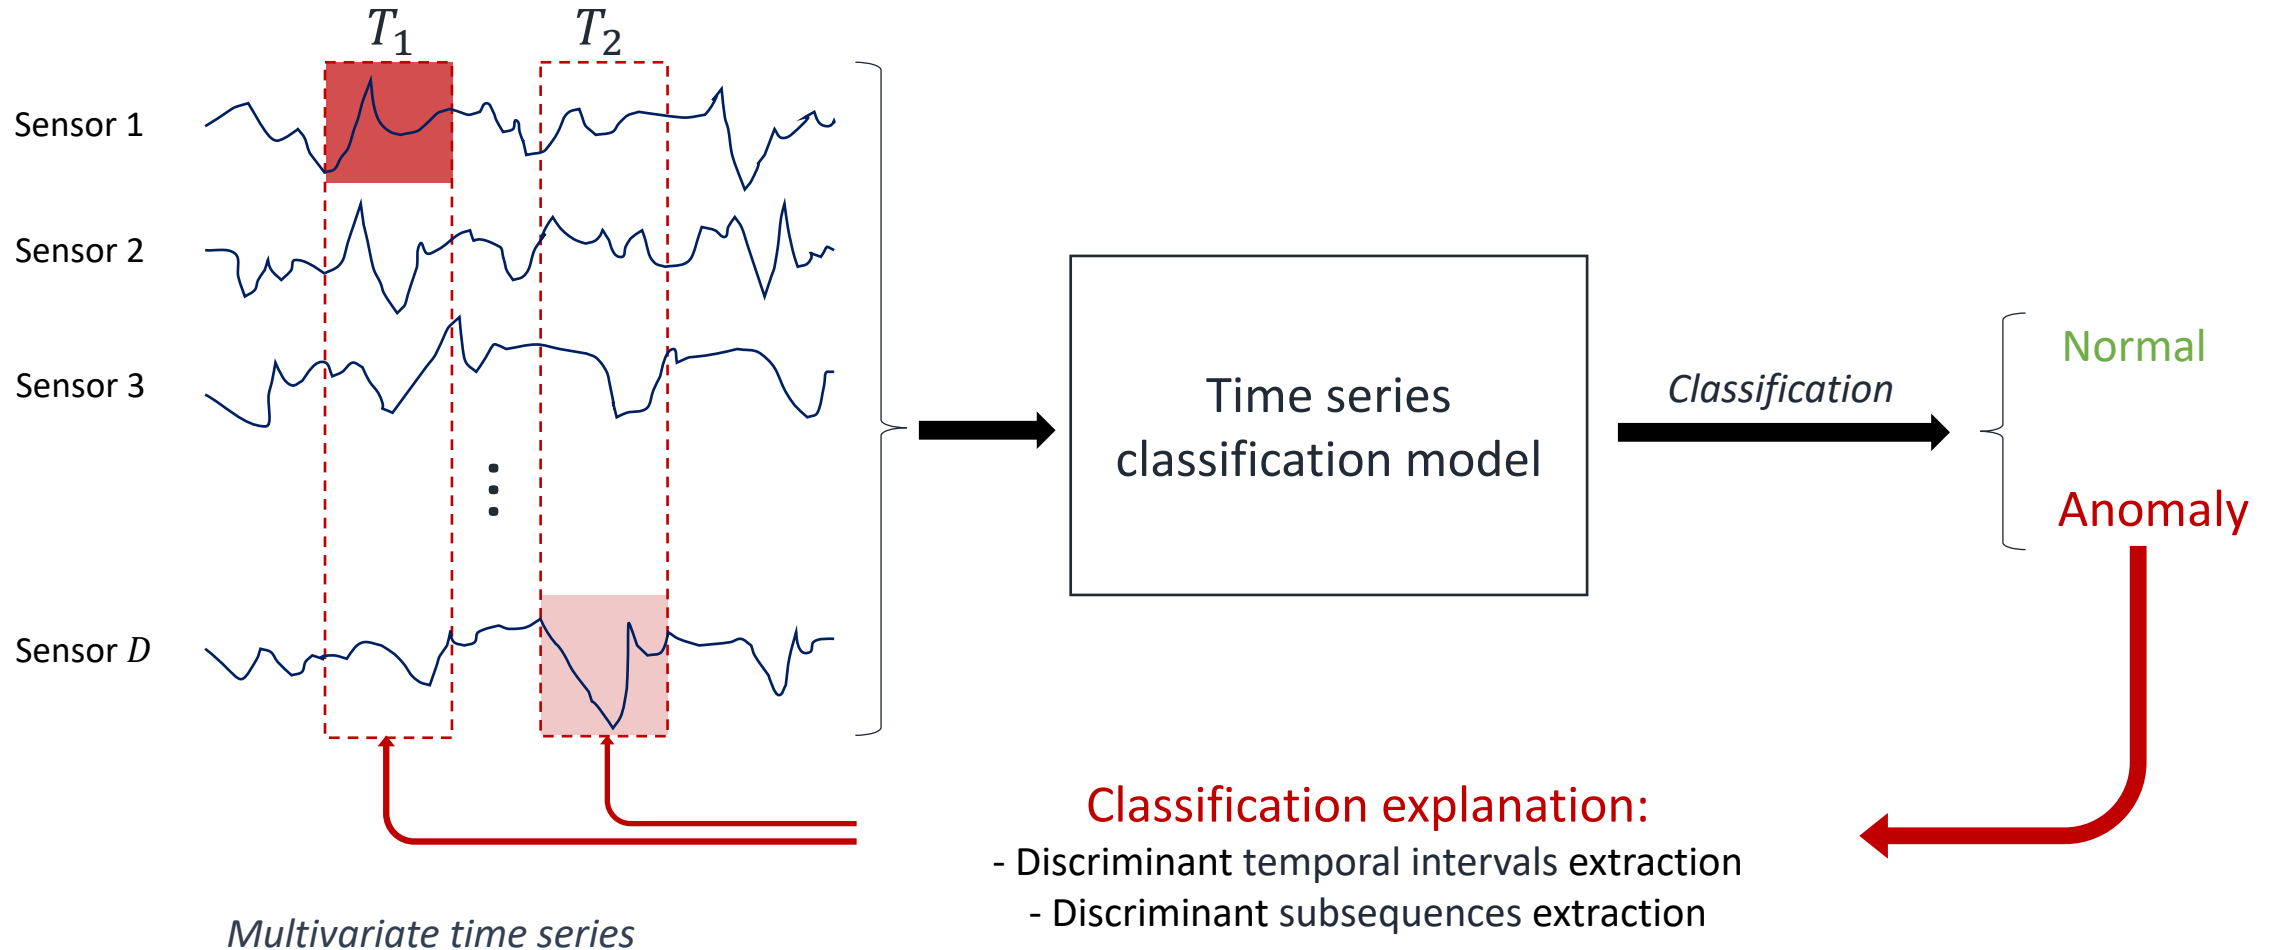 T₁
T₂
Sensor 1
Sensor 2
Sensor 3
Sensor D
Multivariate time series
Time series
classification model
Classification
Normal
Anomaly
Classification explanation:
- Discriminant temporal intervals extraction
- Discriminant subsequences extraction